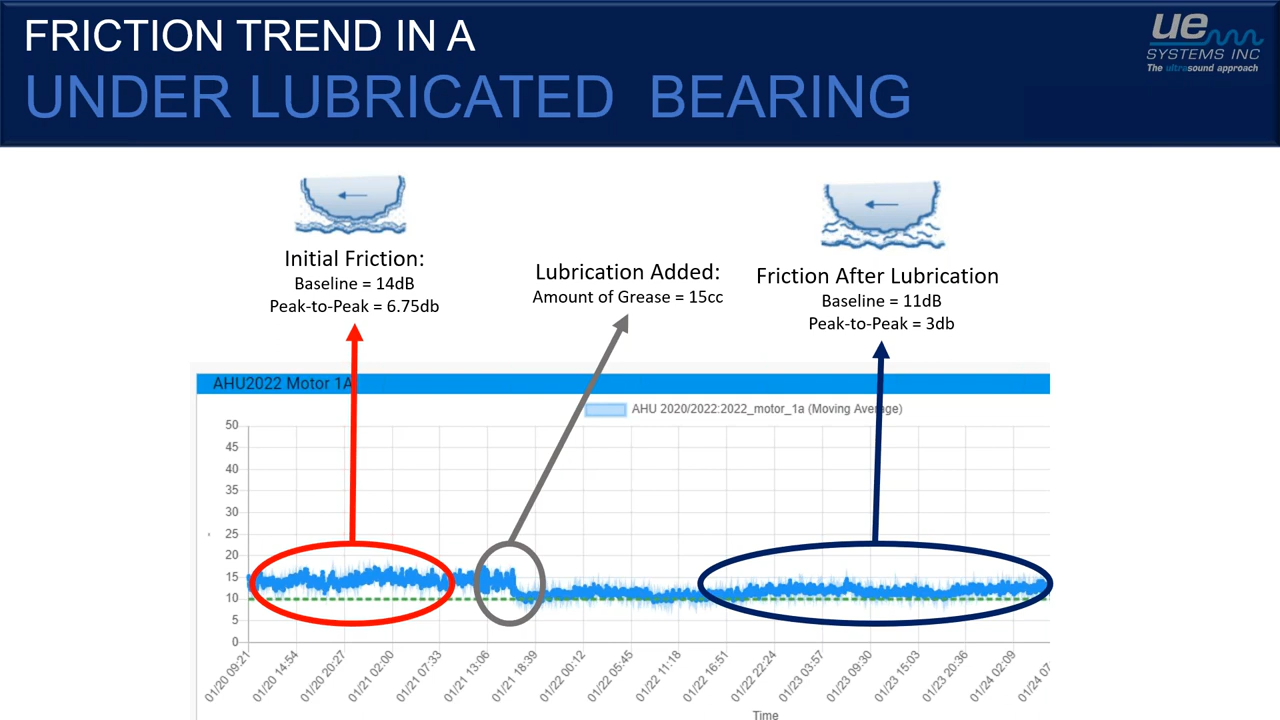 FRICTION TREND IN A
UNDER LUBRICATED BEARING
ue
SYSTEMS INC
The ultrasound approach
Initial Friction:
Baseline = 14dB
Peak-to-Peak = 6.75db
Lubrication Added:
Amount of Grease = 15cc
Friction After Lubrication
Baseline = 11dB
Peak-to-Peak = 3db
AHU2022 Motor 1A
AHU 2020/2022:2022_motor_1a (Moving Average)
50
45
40
35
30
25
20
15
10
5
0
01/20 09:21
01/20 14:54
01/20 20:27
01/21 02:00
01/21 07:33
01/21 13:06
01/21 18:39
01/22 00:12
01/22 05:45
01/22 11:18
01/22 16:51
01/22 22:24
01/23 03:57
01/23 09:30
01/23 15:03
01/23 20:36
01/24 02:09
01/24 07
Time